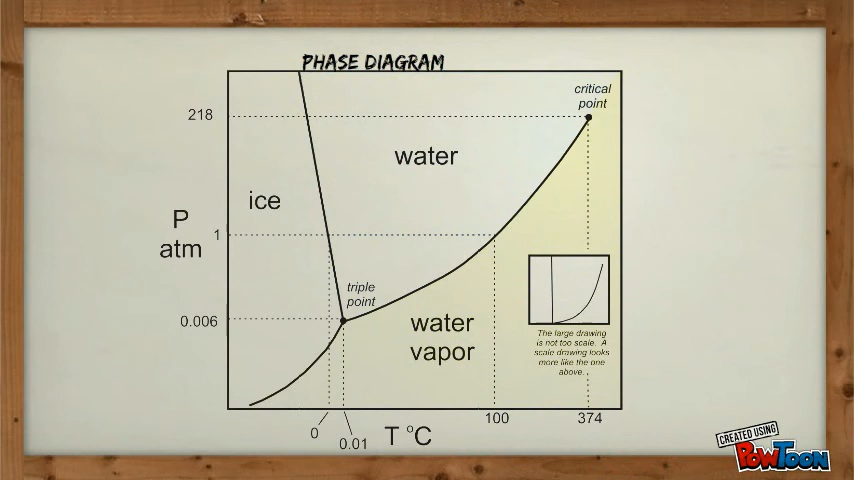 PHASE DIAGRAM
critical
point
218
water
ice
P
atm
1
triple
point
0.006
water
vapor
The large drawing
is not too scale. A
scale drawing looks
more like the one
above.
0
0.01
T °C
100
374
CREATED USING
POWTOON